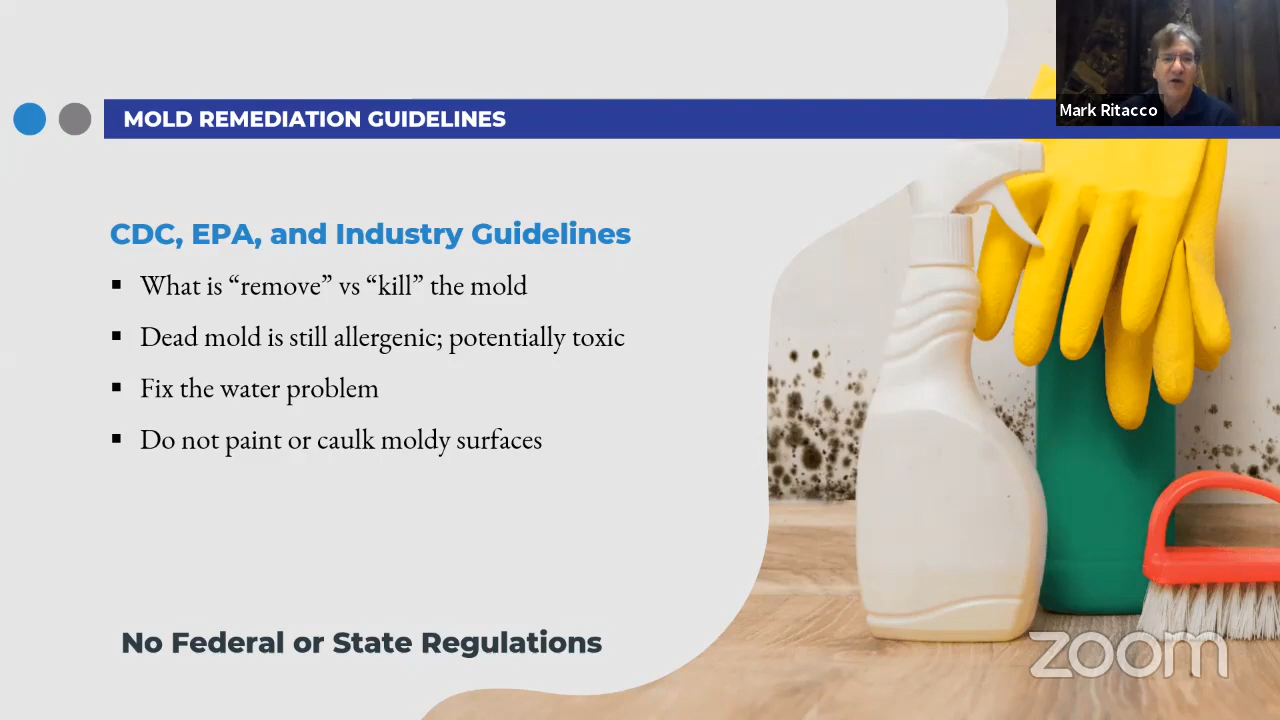 MOLD REMEDIATION GUIDELINES
Mark Ritacco
CDC, EPA, and Industry Guidelines
▪ What is “remove” vs “kill” the mold
▪ Dead mold is still allergenic; potentially toxic
▪ Fix the water problem
▪ Do not paint or caulk moldy surfaces
No Federal or State Regulations
zoom